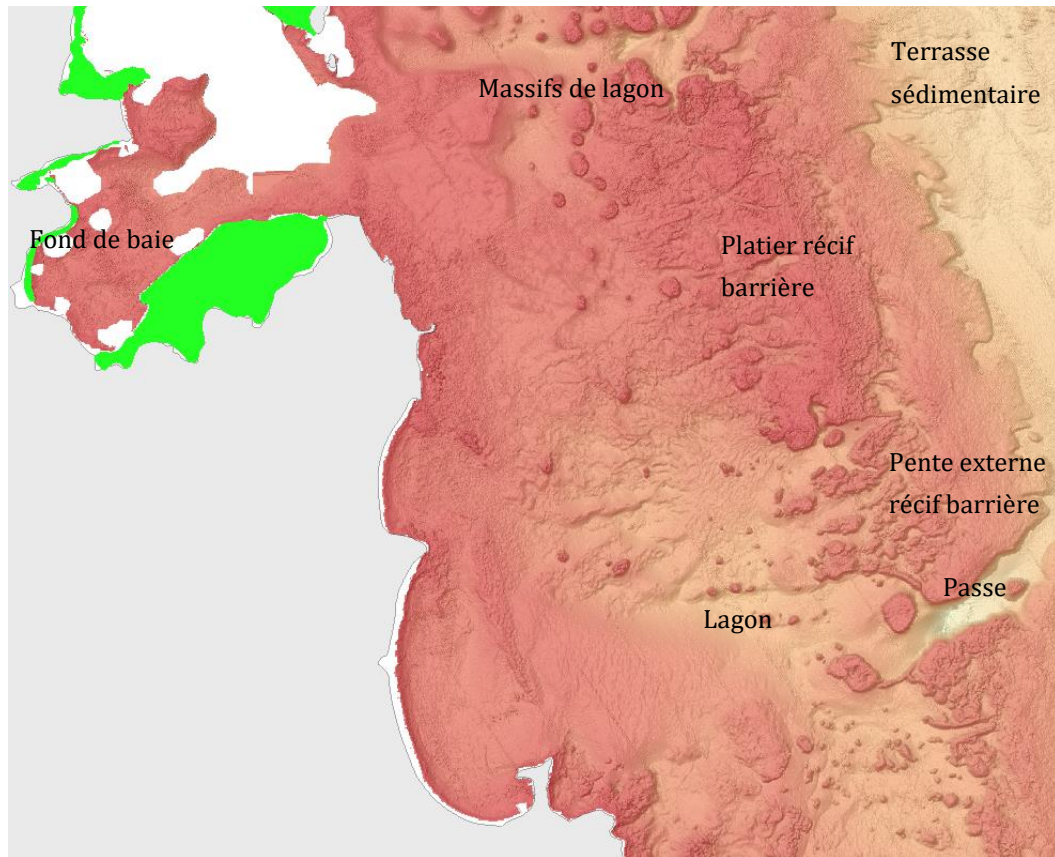 Terrasse
sédimentaire
Massifs de lagon
Fond de baie
Platier récif
barrière
Pente externe
récif barrière
Passe
Lagon